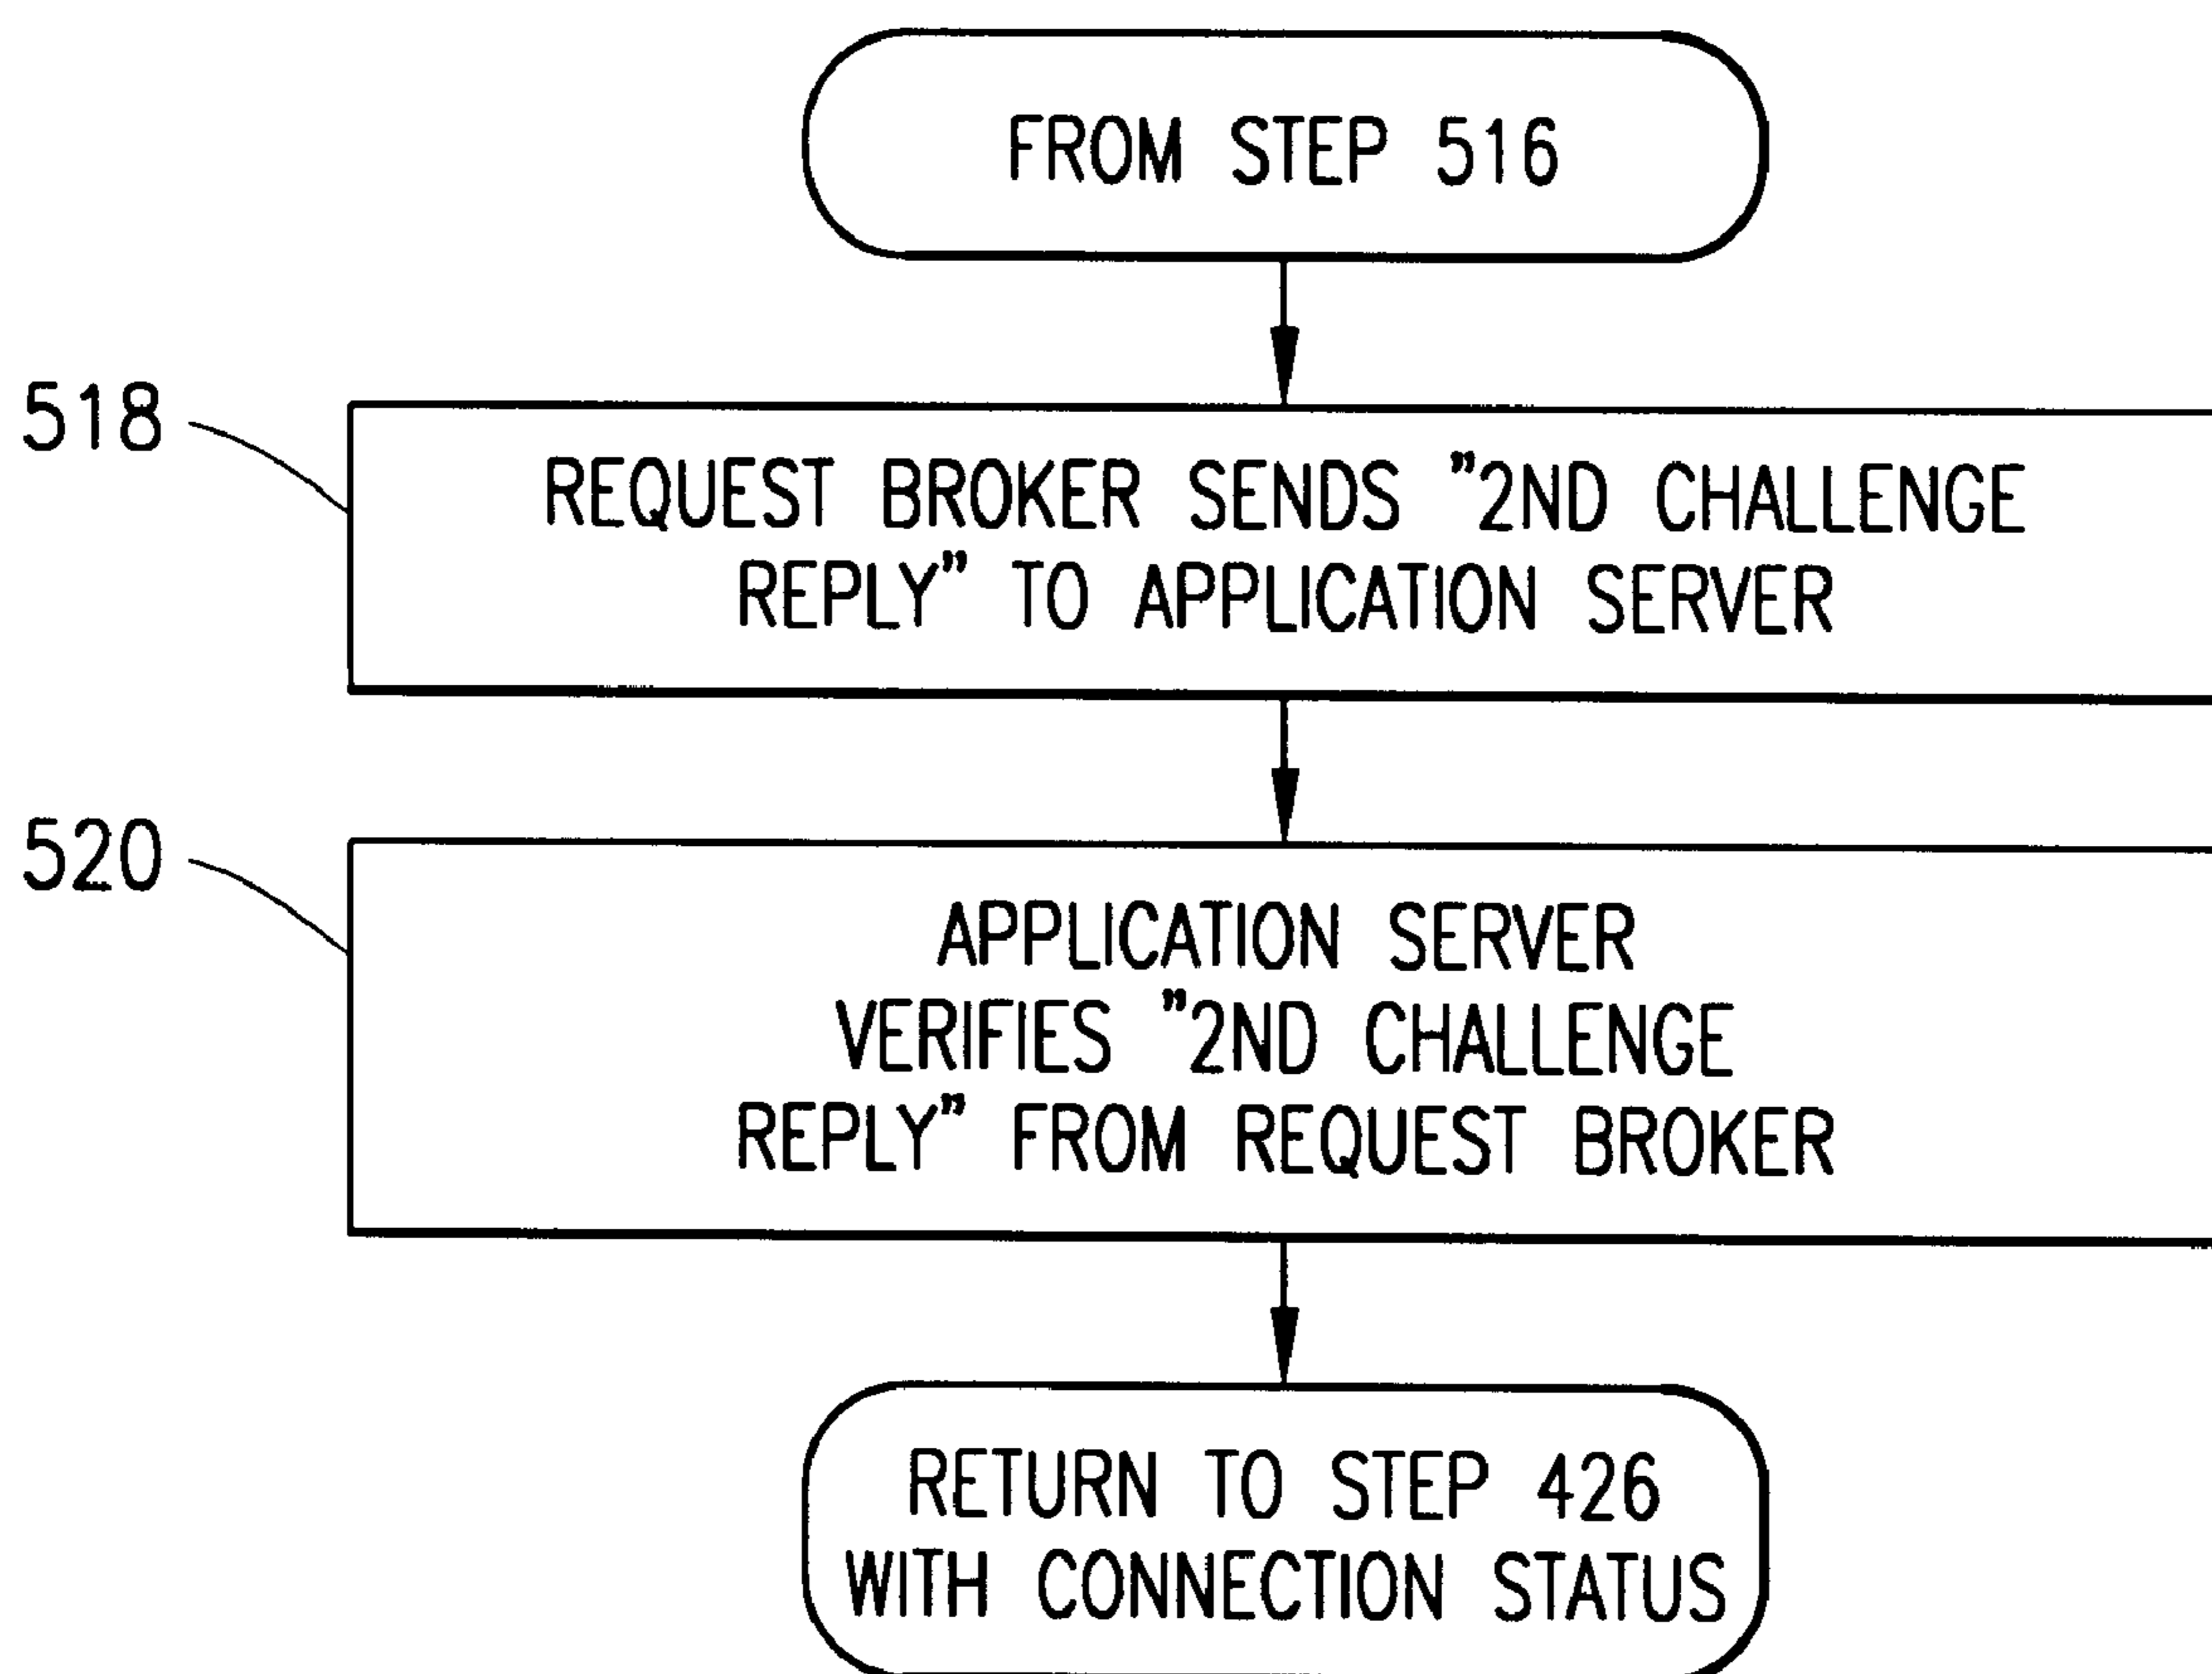 FROM STEP 516
518
REQUEST BROKER SENDS "2ND CHALLENGE
REPLY" TO APPLICATION SERVER
520
APPLICATION SERVER
VERIFIES "2ND CHALLENGE
REPLY" FROM REQUEST BROKER
RETURN TO STEP 426
WITH CONNECTION STATUS